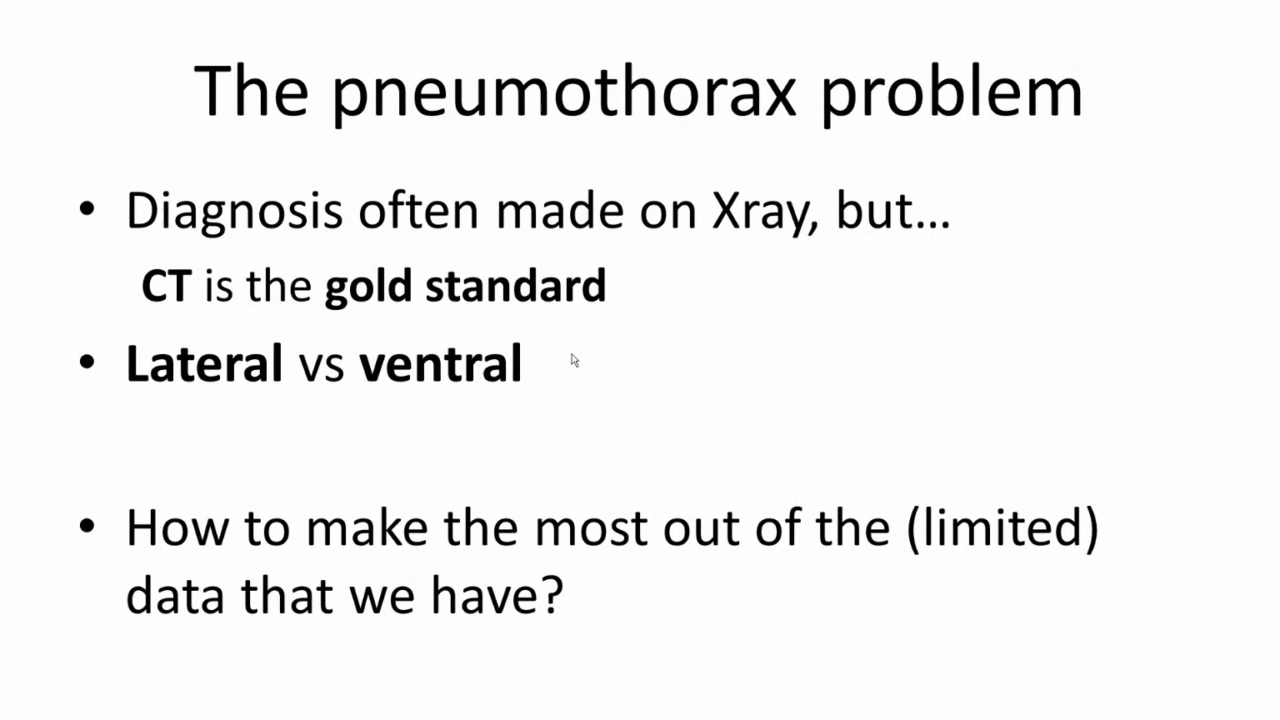 The pneumothorax problem
• Diagnosis often made on Xray, but...
CT is the gold standard
• Lateral vs ventral
• How to make the most out of the (limited)
data that we have?